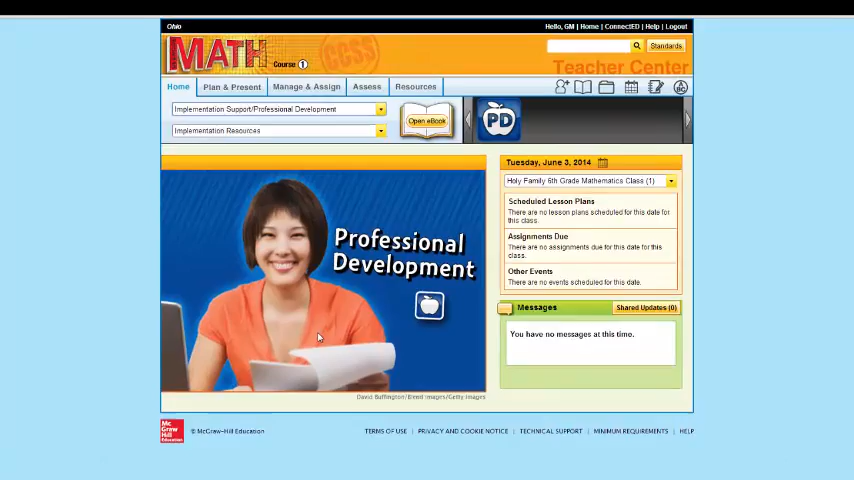 Ohio
Hello, GM | Home | ConnectED | Help | Logout
MATH
CCSS
Course 1
Standards
Teacher Center
Home
Plan & Present
Manage & Assign
Assess
Resources
Implementation Support/Professional Development
Implementation Resources
Open eBook
PD
Tuesday, June 3, 2014
Holy Family 6th Grade Mathematics Class (1)
Scheduled Lesson Plans
There are no lesson plans scheduled for this date for
this class.
Assignments Due
There are no assignments due for this date for this
class.
Other Events
There are no events scheduled for this date.
Professional
Development
Messages
Shared Updates (0)
You have no messages at this time.
David Buffington/Blend Images/Getty Images
Mc
Graw
Hill
Education
© McGraw-Hill Education
TERMS OF USE | PRIVACY AND COOKIE NOTICE | TECHNICAL SUPPORT | MINIMUM REQUIREMENTS | HELP